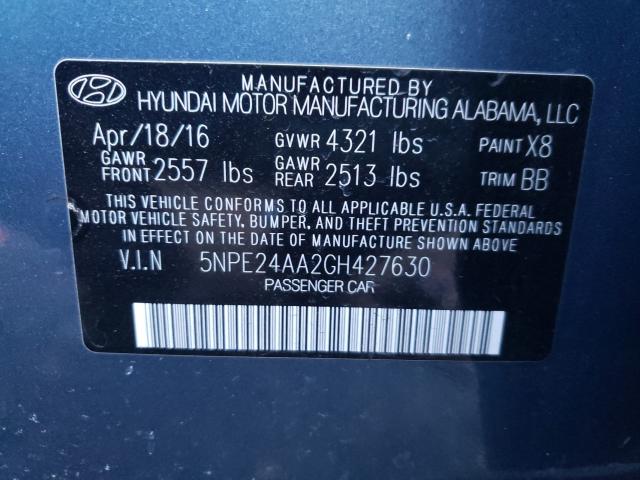 MANUFACTURED BY
HYUNDAI MOTOR MANUFACTURING ALABAMA, LLC
Apr/18/16 GVWR 4321 lbs PAINT X8
GAWR FRONT 2557 lbs GAWR REAR 2513 lbs TRIM BB
THIS VEHICLE CONFORMS TO ALL APPLICABLE U.S.A. FEDERAL
MOTOR VEHICLE SAFETY, BUMPER, AND THEFT PREVENTION STANDARDS
IN EFFECT ON THE DATE OF MANUFACTURE SHOWN ABOVE.
V.I.N 5NPE24AA2GH427630
PASSENGER CAR